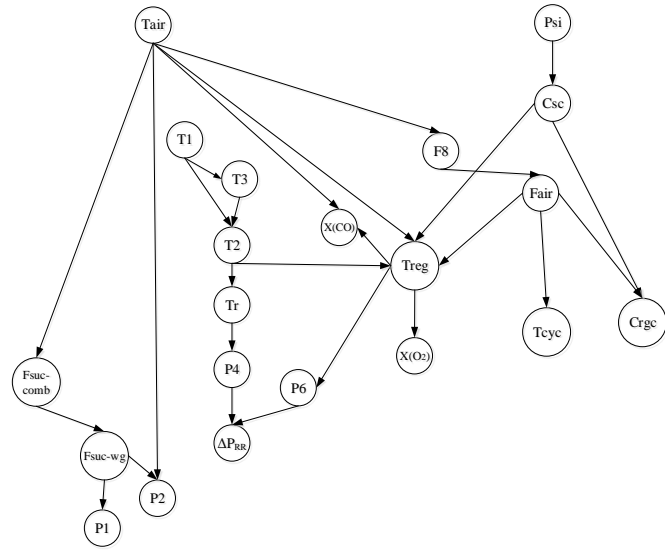 Tair
Psi
Csc
T1
F8
T3
Fair
X(CO)
T2
Treg
Tr
Tcyc
Crgc
X(O₂)
P4
Fsuc-
comb
P6
ΔP_RR
Fsuc-wg
P2
P1